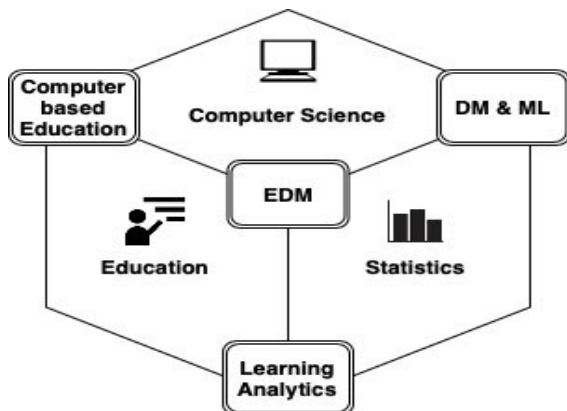 Computer
based
Education
Computer Science
DM & ML
EDM
Education
Statistics
Learning
Analytics